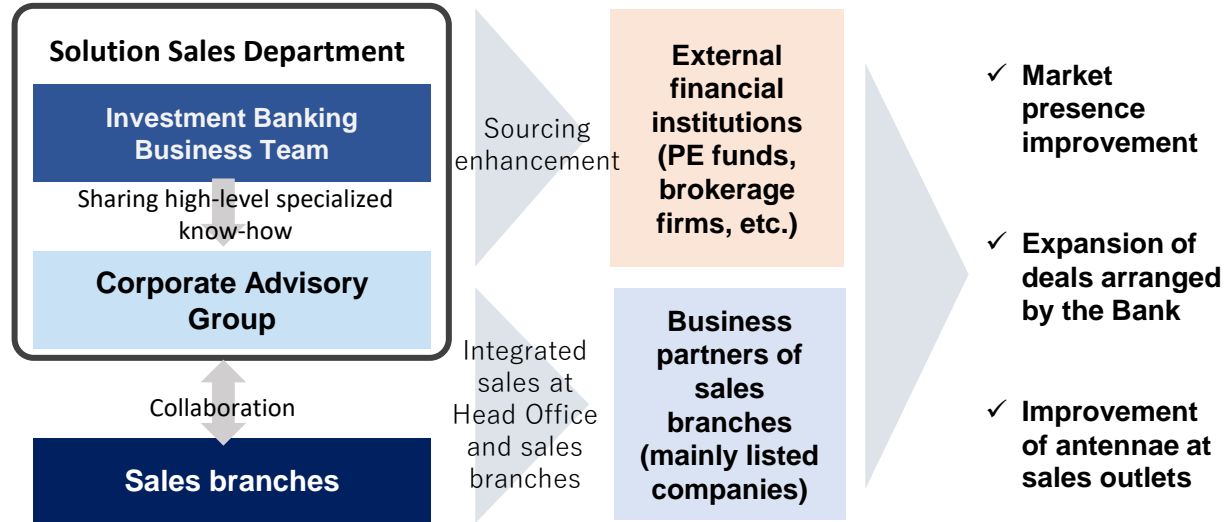 Solution Sales Department
Investment Banking
Business Team
Sharing high-level specialized
know-how
Corporate Advisory
Group
Collaboration
Sales branches
Sourcing
enhancement
Integrated
sales at
Head Office
and sales
branches
External
financial
institutions
(PE funds,
brokerage
firms, etc.)
Business
partners of
sales
branches
(mainly listed
companies)
✓ Market
presence
improvement
✓ Expansion of
deals arranged
by the Bank
✓ Improvement
of antennae at
sales outlets